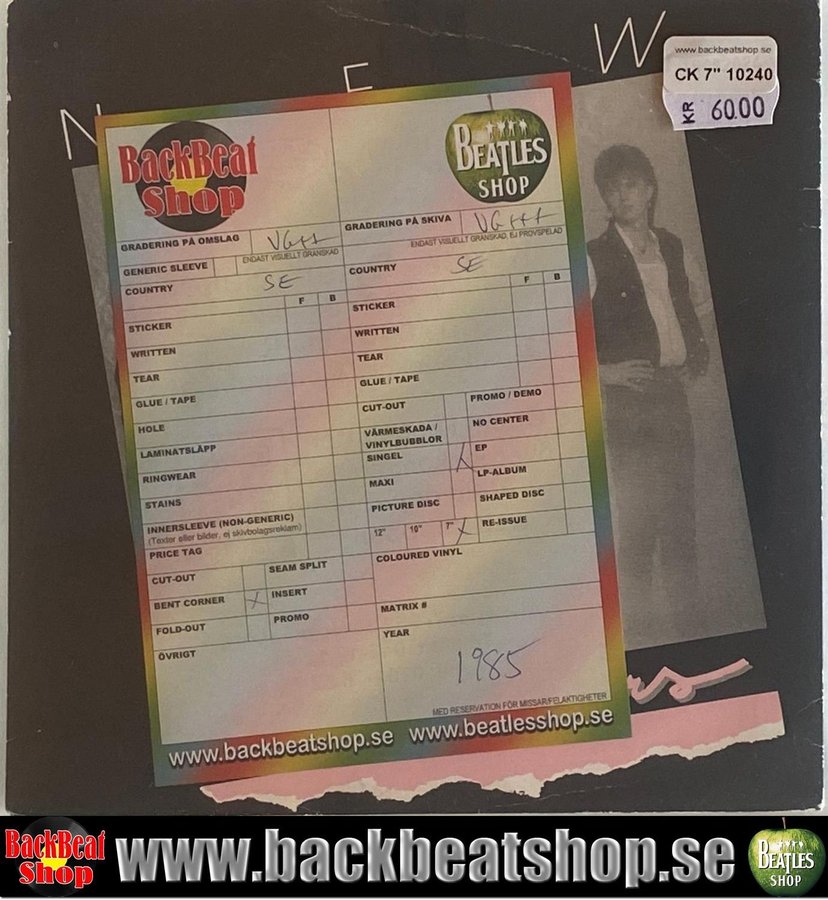 N E W
www.backbeatshop.se
CK 7" 10240
KR 60.00
BackBeat
Shop
BEATLES
SHOP
GRADERING PÅ OMSLAG VG++
GRADERING PÅ SKIVA VG+++
ENDAST VISUELLT GRANSKAD
ENDAST VISUELLT GRANSKAD, EJ PROVSPELAD
GENERIC SLEEVE
COUNTRY SE
COUNTRY SE
F B
F B
STICKER
STICKER
WRITTEN
WRITTEN
TEAR
TEAR
GLUE / TAPE
GLUE / TAPE
HOLE
CUT-OUT
PROMO / DEMO
LAMINATSLÄPP
VÄRMESKADA /
VINYLBUBBLOR
NO CENTER
RINGWEAR
SINGEL X
EP
STAINS
MAXI
LP-ALBUM
INNERSLEEVE (NON-GENERIC)
(Texter eller bilder, ej skivbolagsreklam)
PICTURE DISC
SHAPED DISC
PRICE TAG
12" 10" 7" X
RE-ISSUE
CUT-OUT
SEAM SPLIT
COLOURED VINYL
BENT CORNER X
INSERT
FOLD-OUT
PROMO
MATRIX #
ÖVRIGT
YEAR
1985
MED RESERVATION FÖR MISSAR/FELAKTIGHETER
www.backbeatshop.se www.beatlesshop.se
BackBeat
Shop
www.backbeatshop.se
BEATLES
SHOP